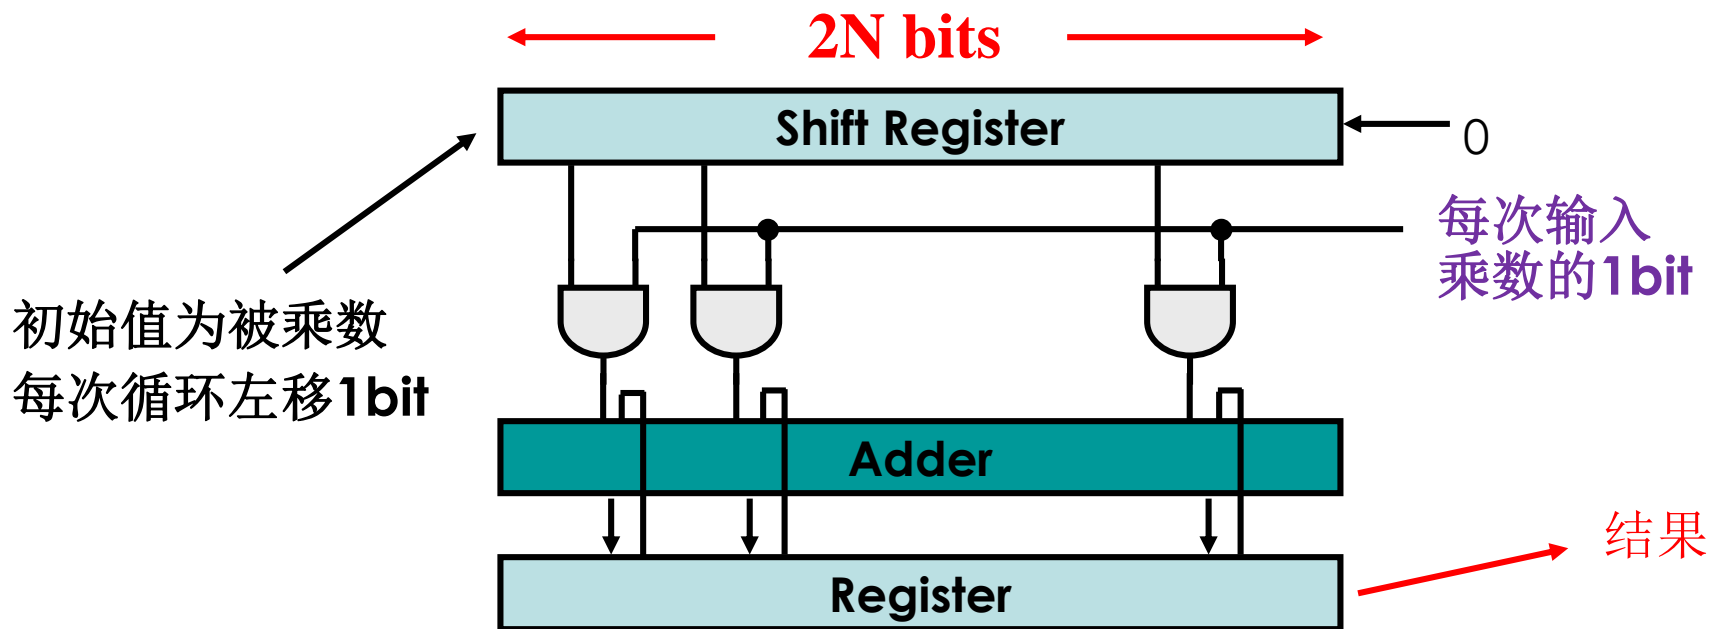 2N bits
Shift Register
0
每次输入
乘数的1bit
初始值为被乘数
每次循环左移1bit
Adder
结果
Register